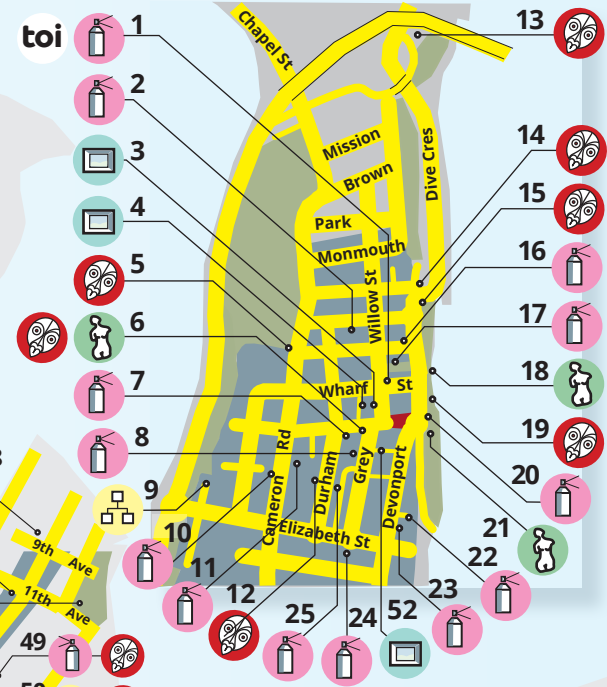 toi
1
2
3
4
5
6
7
8
9
10
11
12
13
14
15
16
17
18
19
20
21
22
23
24
25
52
49
Chapel St
Mission
Brown
Park
Monmouth
Dive Cres
Willow St
Wharf St
Cameron Rd
Durham
Grey
Devonport
Elizabeth St
9th Ave
11th Ave